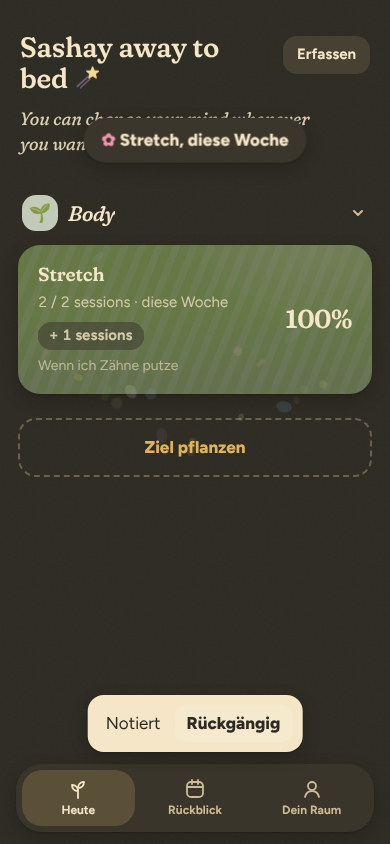 Sashay away to
bed
Erfassen
You can change your mind whenever
you
Stretch, diese Woche
Body
Stretch
2 / 2 sessions · diese Woche
+ 1 sessions
100%
Wenn ich Zähne putze
Ziel pflanzen
Notiert
Rückgängig
Heute
Rückblick
Dein Raum